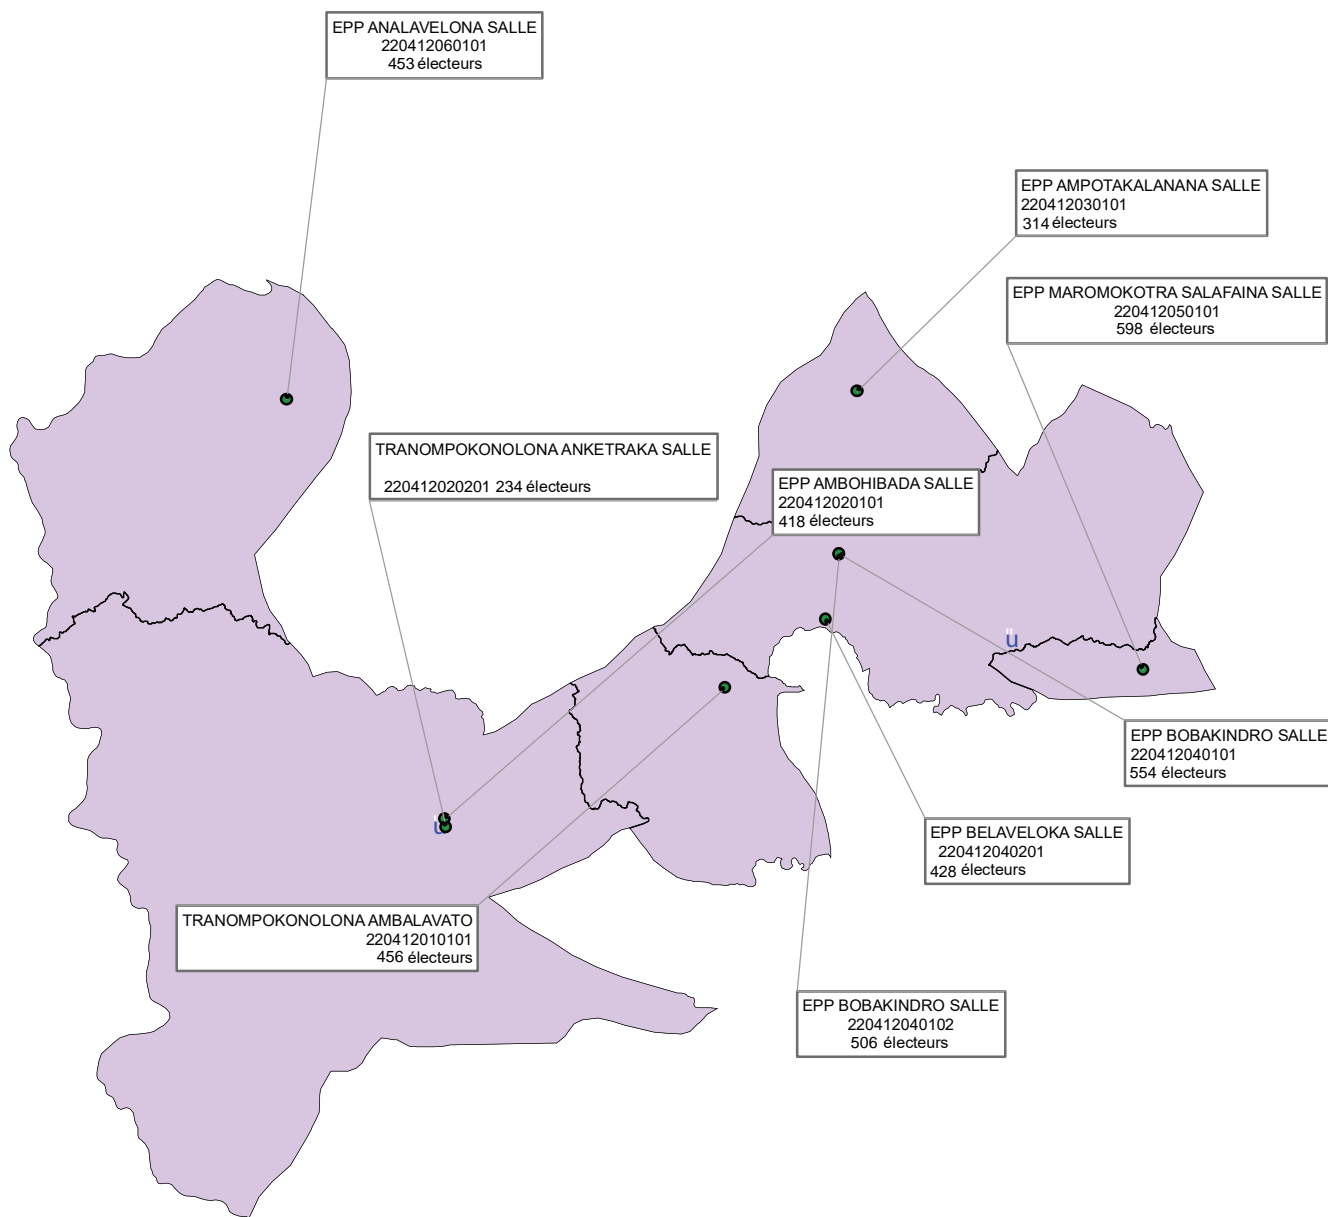 EPP ANALAVELONA SALLE
220412060101
453 électeurs
EPP AMPOTAKALANANA SALLE
220412030101
314 électeurs
EPP MAROMOKOTRA SALAFAINA SALLE
220412050101
598 électeurs
TRANOMPOKONOLONA ANKETRAKA SALLE
220412020201 234 électeurs
EPP AMBOHIBADA SALLE
220412020101
418 électeurs
ü
EPP BOBAKINDRO SALLE
220412040101
554 électeurs
ü
EPP BELAVELOKA SALLE
220412040201
428 électeurs
TRANOMPOKONOLONA AMBALAVATO
220412010101
456 électeurs
EPP BOBAKINDRO SALLE
220412040102
506 électeurs